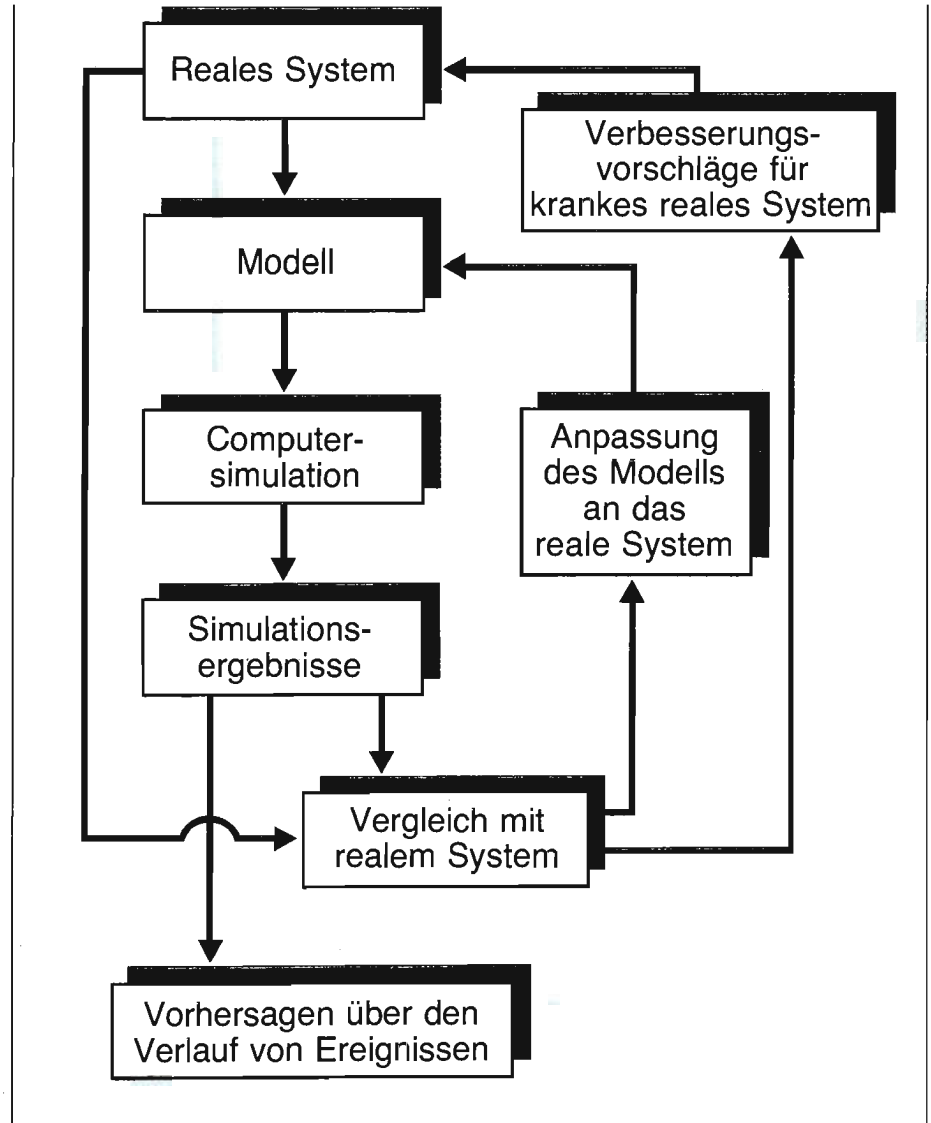 Reales System
Verbesserungs-
vorschläge für
krankes reales System
Modell
Computer-
simulation
Anpassung
des Modells
an das
reale System
Simulations-
ergebnisse
Vergleich mit
realem System
Vorhersagen über den
Verlauf von Ereignissen